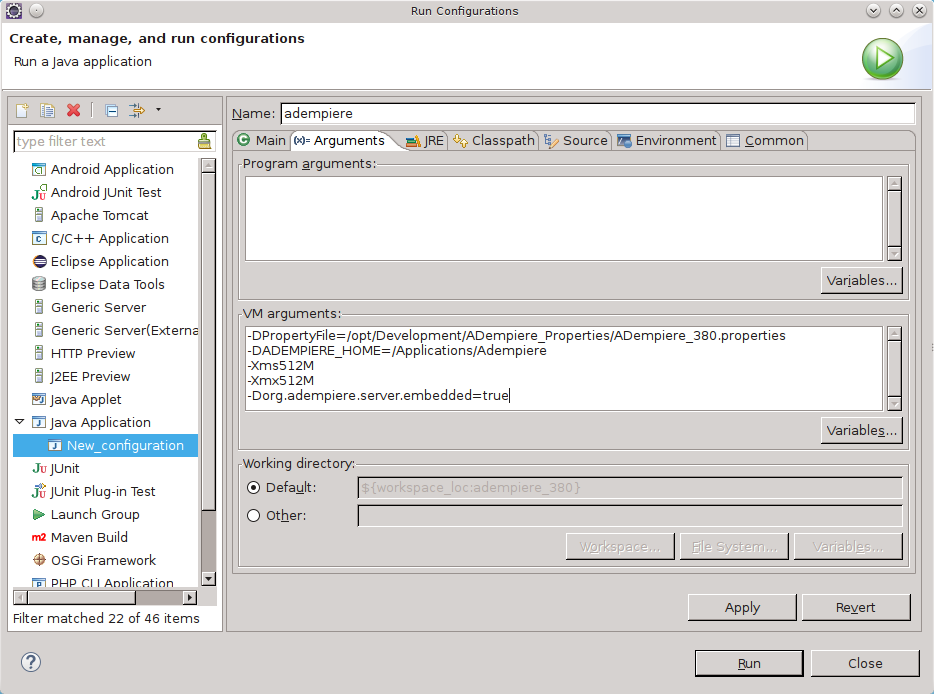 Run Configurations
Create, manage, and run configurations
Run a Java application
type filter text
Android Application
Android JUnit Test
Apache Tomcat
C/C++ Application
Eclipse Application
Eclipse Data Tools
Generic Server
Generic Server(Externa
HTTP Preview
J2EE Preview
Java Applet
Java Application
New_configuration
JUnit
JUnit Plug-in Test
Launch Group
Maven Build
OSGi Framework
PHP CLI Application
Filter matched 22 of 46 items
Name: adempiere
Main (x)= Arguments JRE Classpath Source Environment Common
Program arguments:
Variables...
VM arguments:
-DPropertyFile=/opt/Development/ADempiere_Properties/ADempiere_380.properties
-DADEMPIERE_HOME=/Applications/Adempiere
-Xms512M
-Xmx512M
-Dorg.adempiere.server.embedded=true
Variables...
Working directory:
Default: ${workspace_loc:adempiere_380}
Other:
Workspace... File System... Variables...
Apply Revert
Run Close